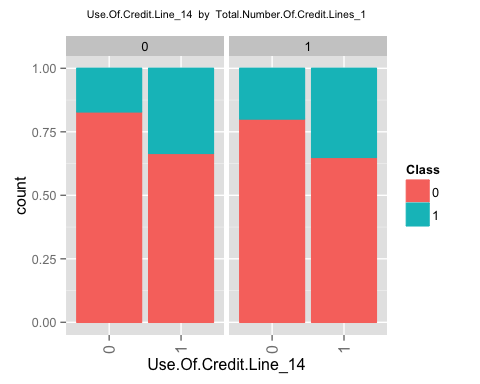 Use.Of.Credit.Line_14 by Total.Number.Of.Credit.Lines_1
0 1
1.00
0.75
0.50
0.25
0.00
count
0 1 0 1
Use.Of.Credit.Line_14
Class
0
1